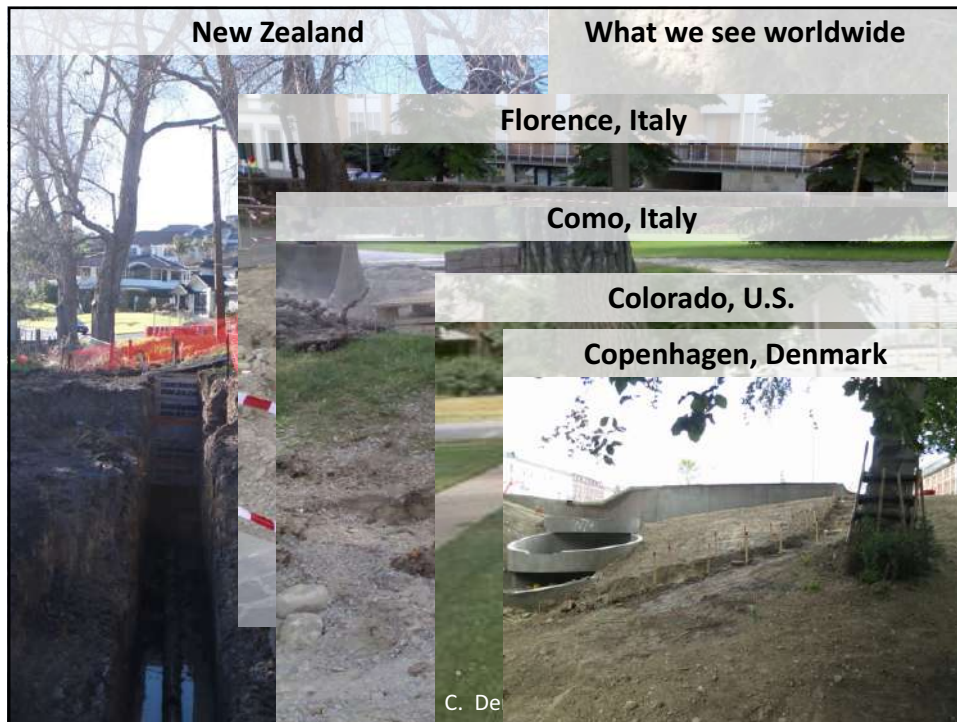 New Zealand
What we see worldwide
Florence, Italy
Como, Italy
Colorado, U.S.
Copenhagen, Denmark
C.